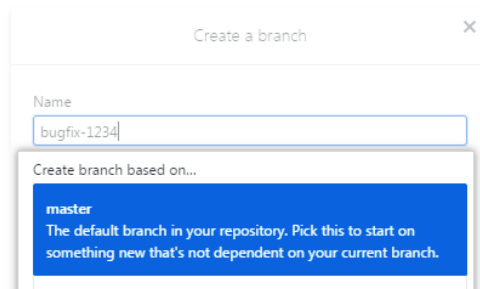 Create a branch
Name
bugfix-1234
Create branch based on...
master
The default branch in your repository. Pick this to start on
something new that's not dependent on your current branch.